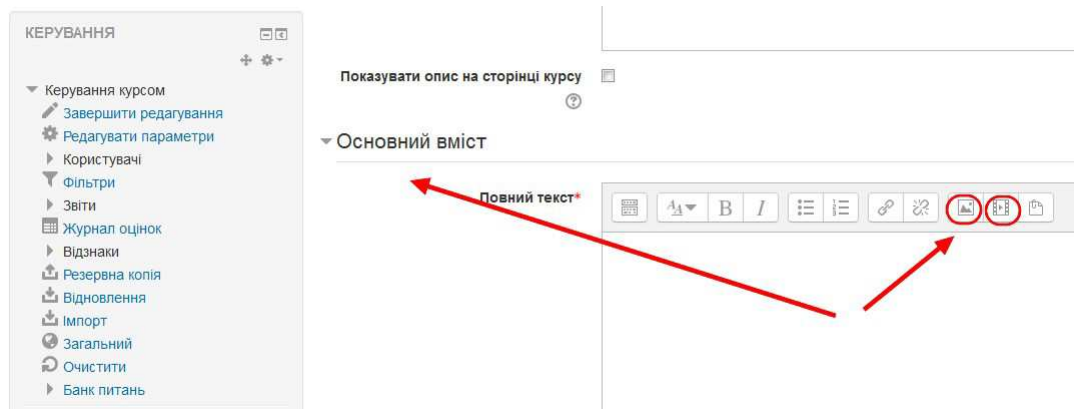 КЕРУВАННЯ
Керування курсом
Завершити редагування
Редагувати параметри
Користувачі
Фільтри
Звіти
Журнал оцінок
Відзнаки
Резервна копія
Відновлення
Імпорт
Загальний
Очистити
Банк питань
Показувати опис на сторінці курсу
Основний вміст
Повний текст*